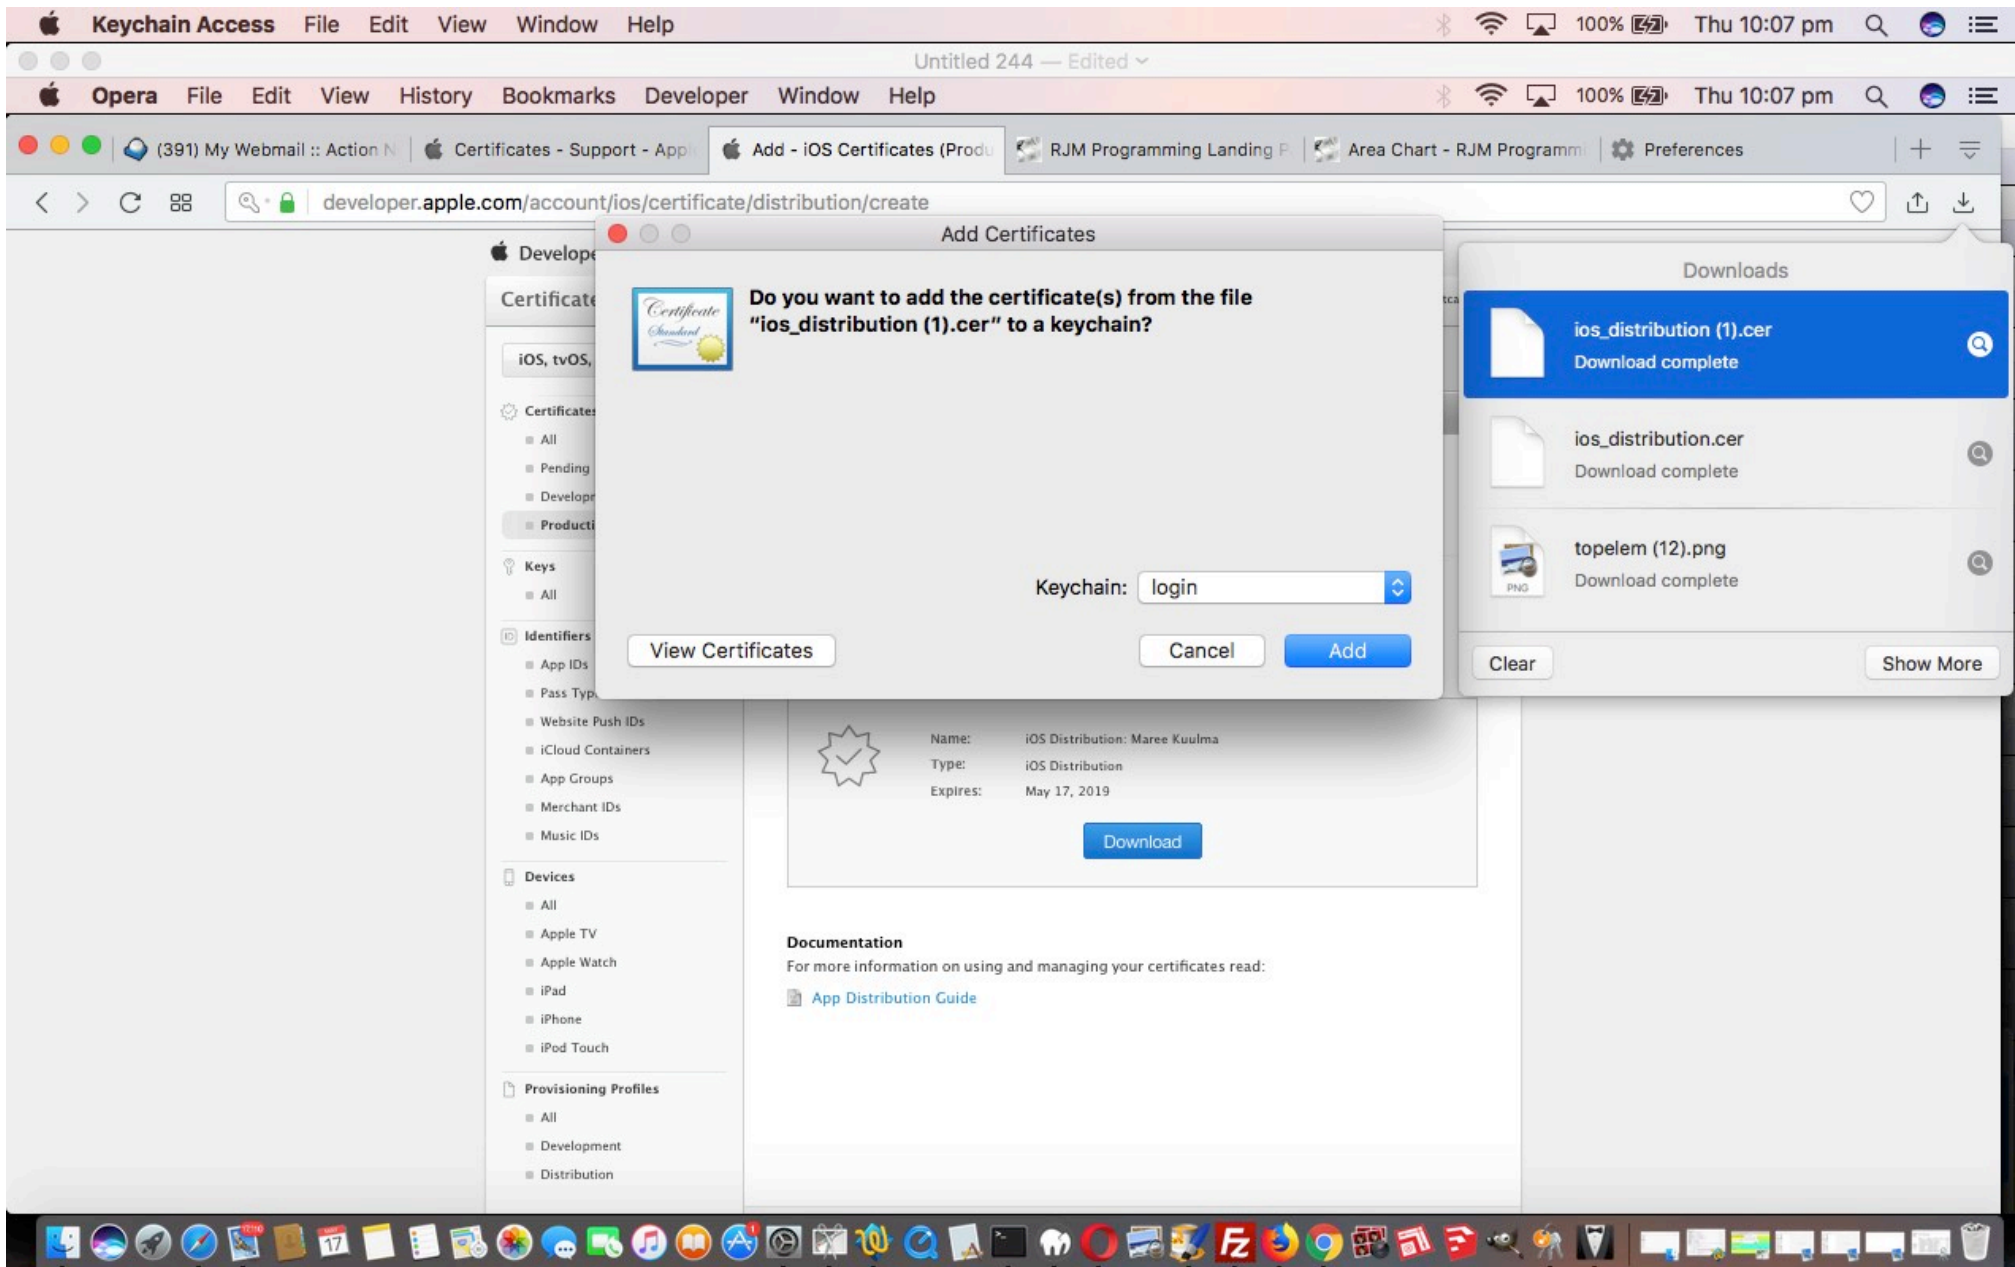 Keychain Access File Edit View Window Help 100% Thu 10:07 pm
Untitled 244 — Edited
Opera File Edit View History Bookmarks Developer Window Help 100% Thu 10:07 pm
(391) My Webmail :: Action N Certificates - Support - Appl Add - iOS Certificates (Produ RJM Programming Landing P Area Chart - RJM Programmi Preferences
developer.apple.com/account/ios/certificate/distribution/create
Develope
Certificate
iOS, tvOS,
Certificates
All
Pending
Developm
Producti
Keys
All
Identifiers
App IDs
Pass Typ
Website Push IDs
iCloud Containers
App Groups
Merchant IDs
Music IDs
Devices
All
Apple TV
Apple Watch
iPad
iPhone
iPod Touch
Provisioning Profiles
All
Development
Distribution
Add Certificates
Certificate
Standard
Do you want to add the certificate(s) from the file
“ios_distribution (1).cer” to a keychain?
Keychain: login
View Certificates Cancel Add
Downloads
ios_distribution (1).cer
Download complete
ios_distribution.cer
Download complete
PNG
topelem (12).png
Download complete
Clear Show More
Name: iOS Distribution: Maree Kuulma
Type: iOS Distribution
Expires: May 17, 2019
Download
Documentation
For more information on using and managing your certificates read:
App Distribution Guide
17